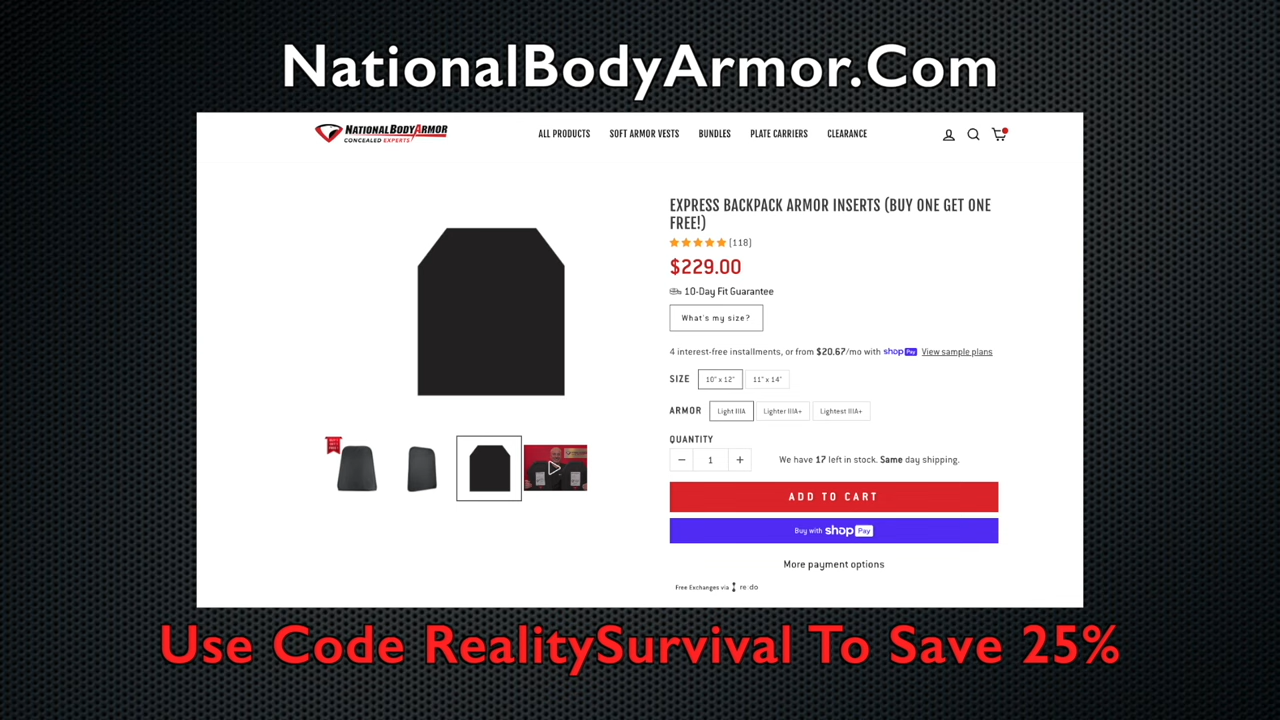 NationalBodyArmor.Com
NATIONALBODYARMOR
CONCEALED EXPERTS
ALL PRODUCTS SOFT ARMOR VESTS BUNDLES PLATE CARRIERS CLEARANCE
EXPRESS BACKPACK ARMOR INSERTS (BUY ONE GET ONE
FREE!)
(118)
$229.00
10-Day Fit Guarantee
What's my size?
4 interest-free installments, or from $20.67/mo with shop Pay View sample plans
SIZE 10" x 12" 11" x 14"
ARMOR Light IIIA Lighter IIIA+ Lightest IIIA+
QUANTITY
− 1 + We have 17 left in stock. Same day shipping.
ADD TO CART
Buy with shop Pay
More payment options
Free Exchanges via re do
Use Code RealitySurvival To Save 25%